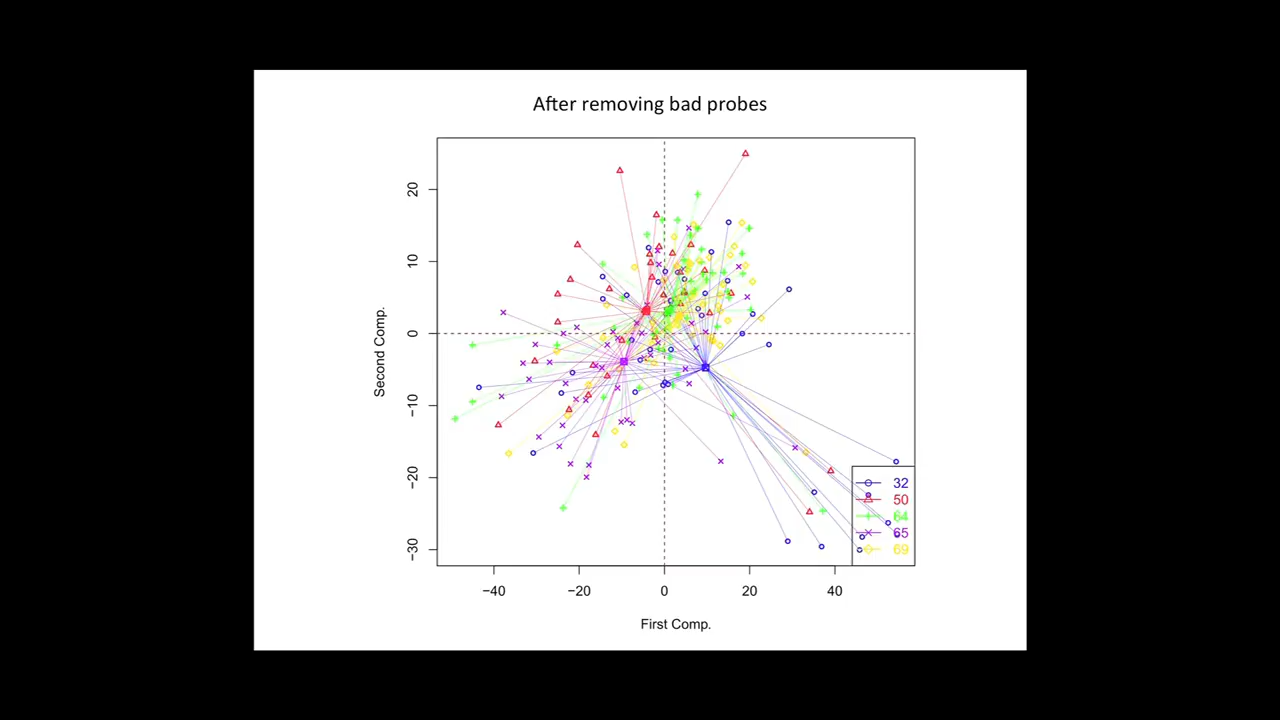 After removing bad probes
20
10
0
−10
−20
−30
Second Comp.
32
50
64
65
69
−40 −20 0 20 40
First Comp.